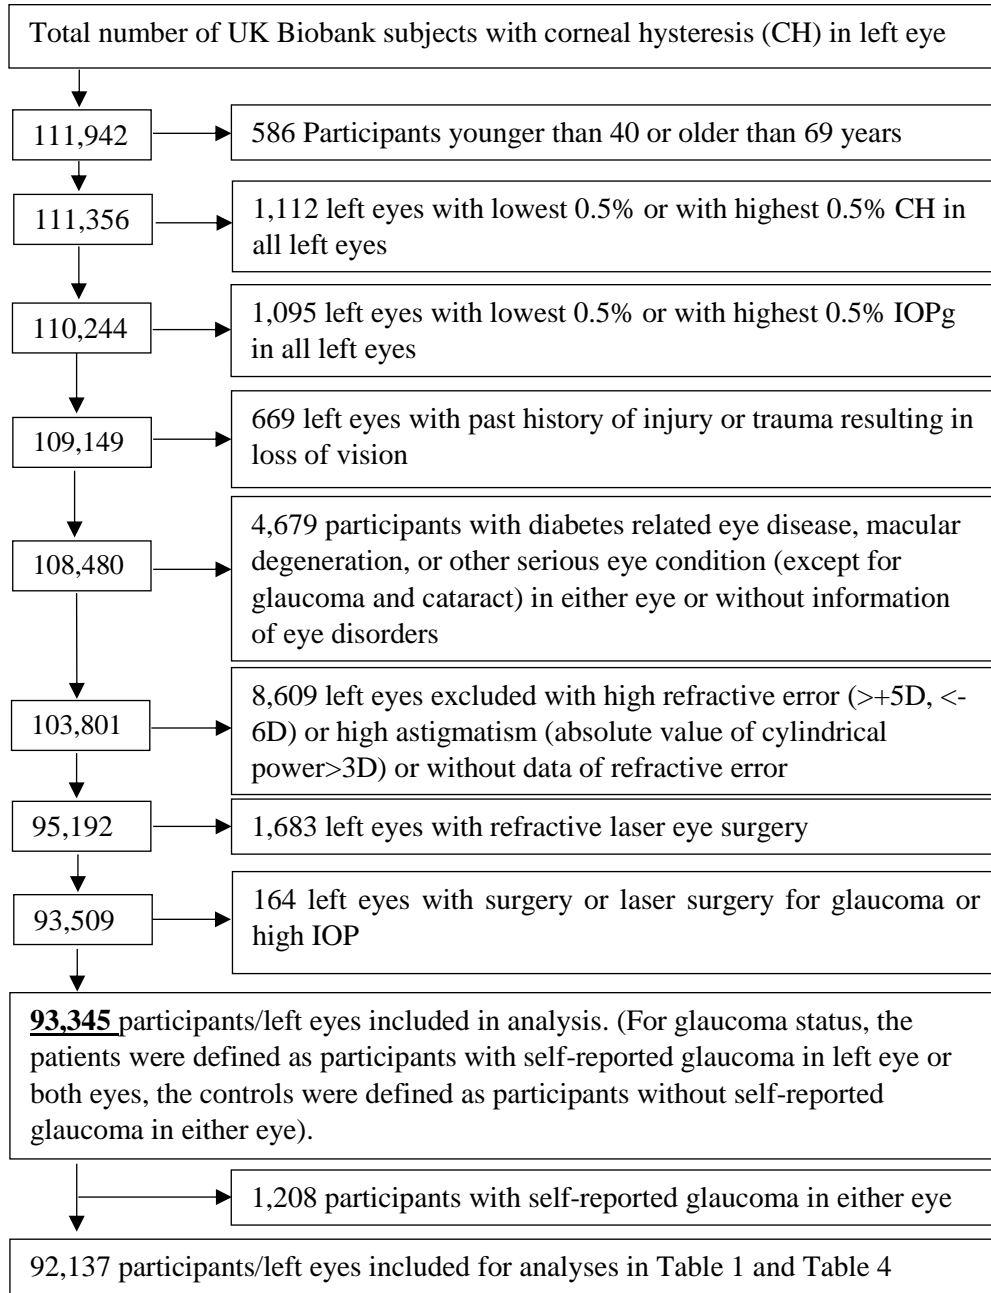 Total number of UK Biobank subjects with corneal hysteresis (CH) in left eye
111,942
586 Participants younger than 40 or older than 69 years
111,356
1,112 left eyes with lowest 0.5% or with highest 0.5% CH in
all left eyes
110,244
1,095 left eyes with lowest 0.5% or with highest 0.5% IOPg
in all left eyes
109,149
669 left eyes with past history of injury or trauma resulting in
loss of vision
108,480
4,679 participants with diabetes related eye disease, macular
degeneration, or other serious eye condition (except for
glaucoma and cataract) in either eye or without information
of eye disorders
103,801
8,609 left eyes excluded with high refractive error (>+5D, <-
6D) or high astigmatism (absolute value of cylindrical
power>3D) or without data of refractive error
95,192
1,683 left eyes with refractive laser eye surgery
93,509
164 left eyes with surgery or laser surgery for glaucoma or
high IOP
93,345 participants/left eyes included in analysis. (For glaucoma status, the
patients were defined as participants with self-reported glaucoma in left eye or
both eyes, the controls were defined as participants without self-reported
glaucoma in either eye).
1,208 participants with self-reported glaucoma in either eye
92,137 participants/left eyes included for analyses in Table 1 and Table 4